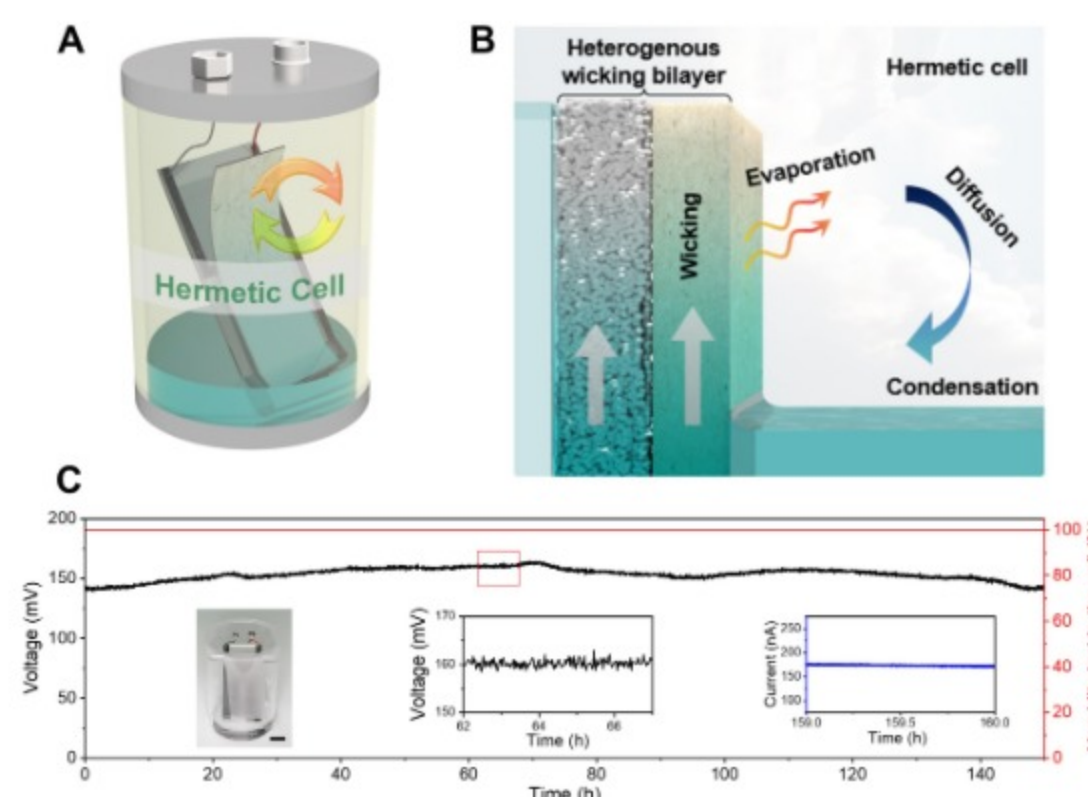 A
Hermetic Cell
B
Heterogenous
wicking bilayer
Hermetic cell
Evaporation
Diffusion
Wicking
Condensation
C
Voltage (mV)
200
150
100
50
0
0 20 40 60 80 100 120 140
Time (h)
100
80
60
40
20
0
Voltage (mV)
170
160
150
62 64 66
Time (h)
Current (nA)
250
200
150
100
159.0 159.5 160.0
Time (h)